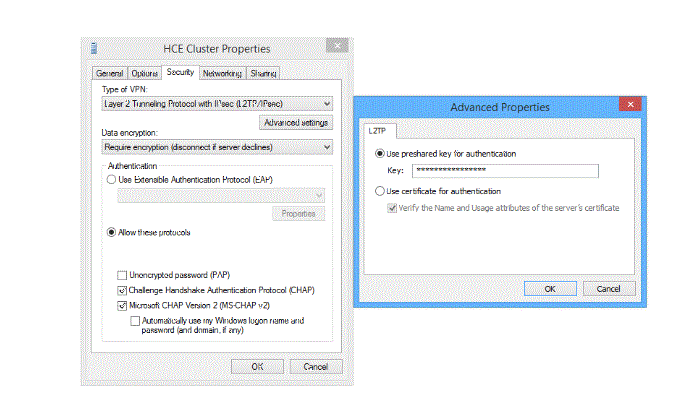 HCE Cluster Properties
General Options Security Networking Sharing
Type of VPN:
Layer 2 Tunneling Protocol with IPsec (L2TP/IPsec)
Advanced settings
Data encryption:
Require encryption (disconnect if server declines)
Authentication
Use Extensible Authentication Protocol (EAP)
Properties
Allow these protocols
Unencrypted password (PAP)
Challenge Handshake Authentication Protocol (CHAP)
Microsoft CHAP Version 2 (MS-CHAP v2)
Automatically use my Windows logon name and
password (and domain, if any)
OK Cancel
Advanced Properties
L2TP
Use preshared key for authentication
Key: ****************
Use certificate for authentication
Verify the Name and Usage attributes of the server's certificate
OK Cancel